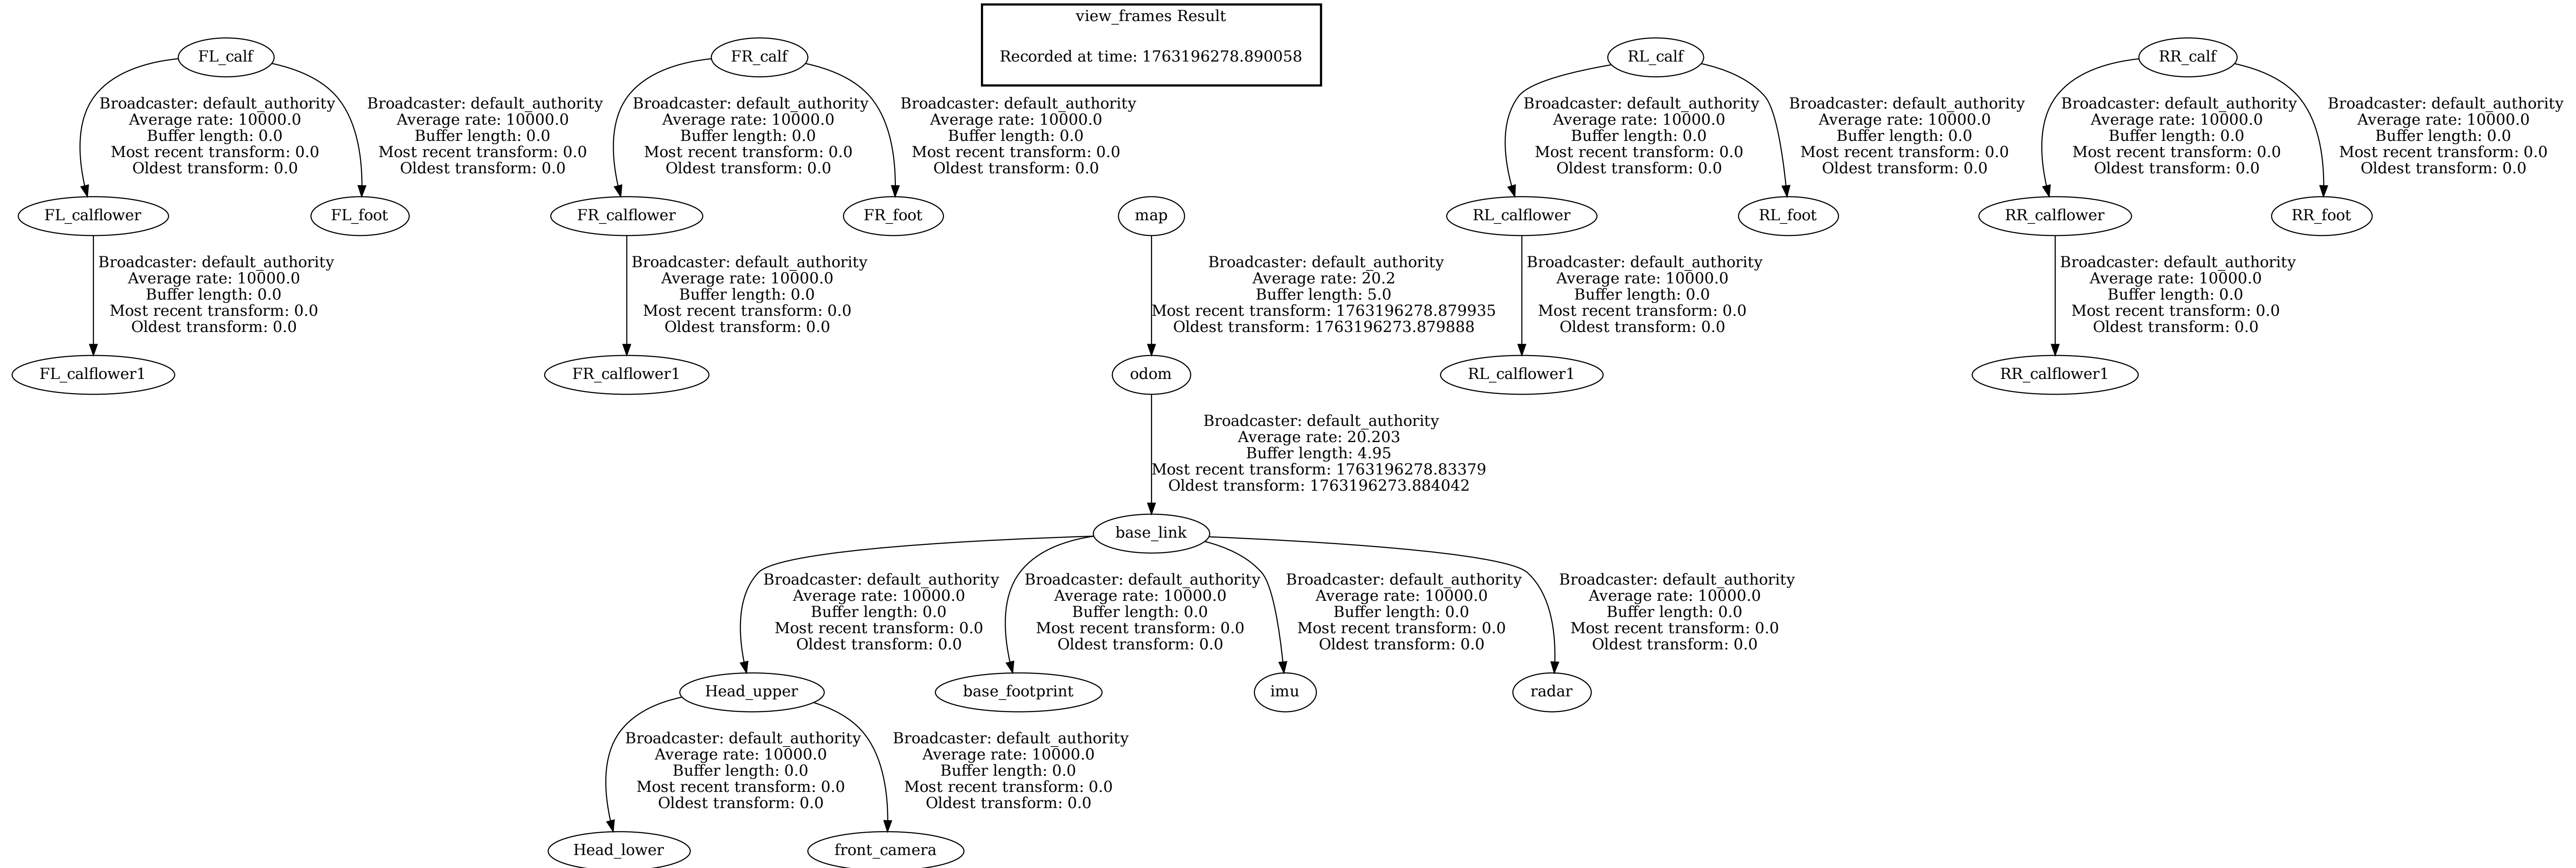 view_frames Result
Recorded at time: 1763196278.890058
FL_calf
FR_calf
RL_calf
RR_calf
Broadcaster: default_authority
Average rate: 10000.0
Buffer length: 0.0
Most recent transform: 0.0
Oldest transform: 0.0
Broadcaster: default_authority
Average rate: 10000.0
Buffer length: 0.0
Most recent transform: 0.0
Oldest transform: 0.0
Broadcaster: default_authority
Average rate: 10000.0
Buffer length: 0.0
Most recent transform: 0.0
Oldest transform: 0.0
Broadcaster: default_authority
Average rate: 10000.0
Buffer length: 0.0
Most recent transform: 0.0
Oldest transform: 0.0
Broadcaster: default_authority
Average rate: 10000.0
Buffer length: 0.0
Most recent transform: 0.0
Oldest transform: 0.0
Broadcaster: default_authority
Average rate: 10000.0
Buffer length: 0.0
Most recent transform: 0.0
Oldest transform: 0.0
Broadcaster: default_authority
Average rate: 10000.0
Buffer length: 0.0
Most recent transform: 0.0
Oldest transform: 0.0
Broadcaster: default_authority
Average rate: 10000.0
Buffer length: 0.0
Most recent transform: 0.0
Oldest transform: 0.0
FL_calflower
FL_foot
FR_calflower
FR_foot
map
RL_calflower
RL_foot
RR_calflower
RR_foot
Broadcaster: default_authority
Average rate: 10000.0
Buffer length: 0.0
Most recent transform: 0.0
Oldest transform: 0.0
Broadcaster: default_authority
Average rate: 10000.0
Buffer length: 0.0
Most recent transform: 0.0
Oldest transform: 0.0
Broadcaster: default_authority
Average rate: 20.2
Buffer length: 5.0
Most recent transform: 1763196278.879935
Oldest transform: 1763196273.879888
Broadcaster: default_authority
Average rate: 10000.0
Buffer length: 0.0
Most recent transform: 0.0
Oldest transform: 0.0
Broadcaster: default_authority
Average rate: 10000.0
Buffer length: 0.0
Most recent transform: 0.0
Oldest transform: 0.0
FL_calflower1
FR_calflower1
odom
RL_calflower1
RR_calflower1
Broadcaster: default_authority
Average rate: 20.203
Buffer length: 4.95
Most recent transform: 1763196278.83379
Oldest transform: 1763196273.884042
base_link
Broadcaster: default_authority
Average rate: 10000.0
Buffer length: 0.0
Most recent transform: 0.0
Oldest transform: 0.0
Broadcaster: default_authority
Average rate: 10000.0
Buffer length: 0.0
Most recent transform: 0.0
Oldest transform: 0.0
Broadcaster: default_authority
Average rate: 10000.0
Buffer length: 0.0
Most recent transform: 0.0
Oldest transform: 0.0
Broadcaster: default_authority
Average rate: 10000.0
Buffer length: 0.0
Most recent transform: 0.0
Oldest transform: 0.0
Head_upper
base_footprint
imu
radar
Broadcaster: default_authority
Average rate: 10000.0
Buffer length: 0.0
Most recent transform: 0.0
Oldest transform: 0.0
Broadcaster: default_authority
Average rate: 10000.0
Buffer length: 0.0
Most recent transform: 0.0
Oldest transform: 0.0
Head_lower
front_camera